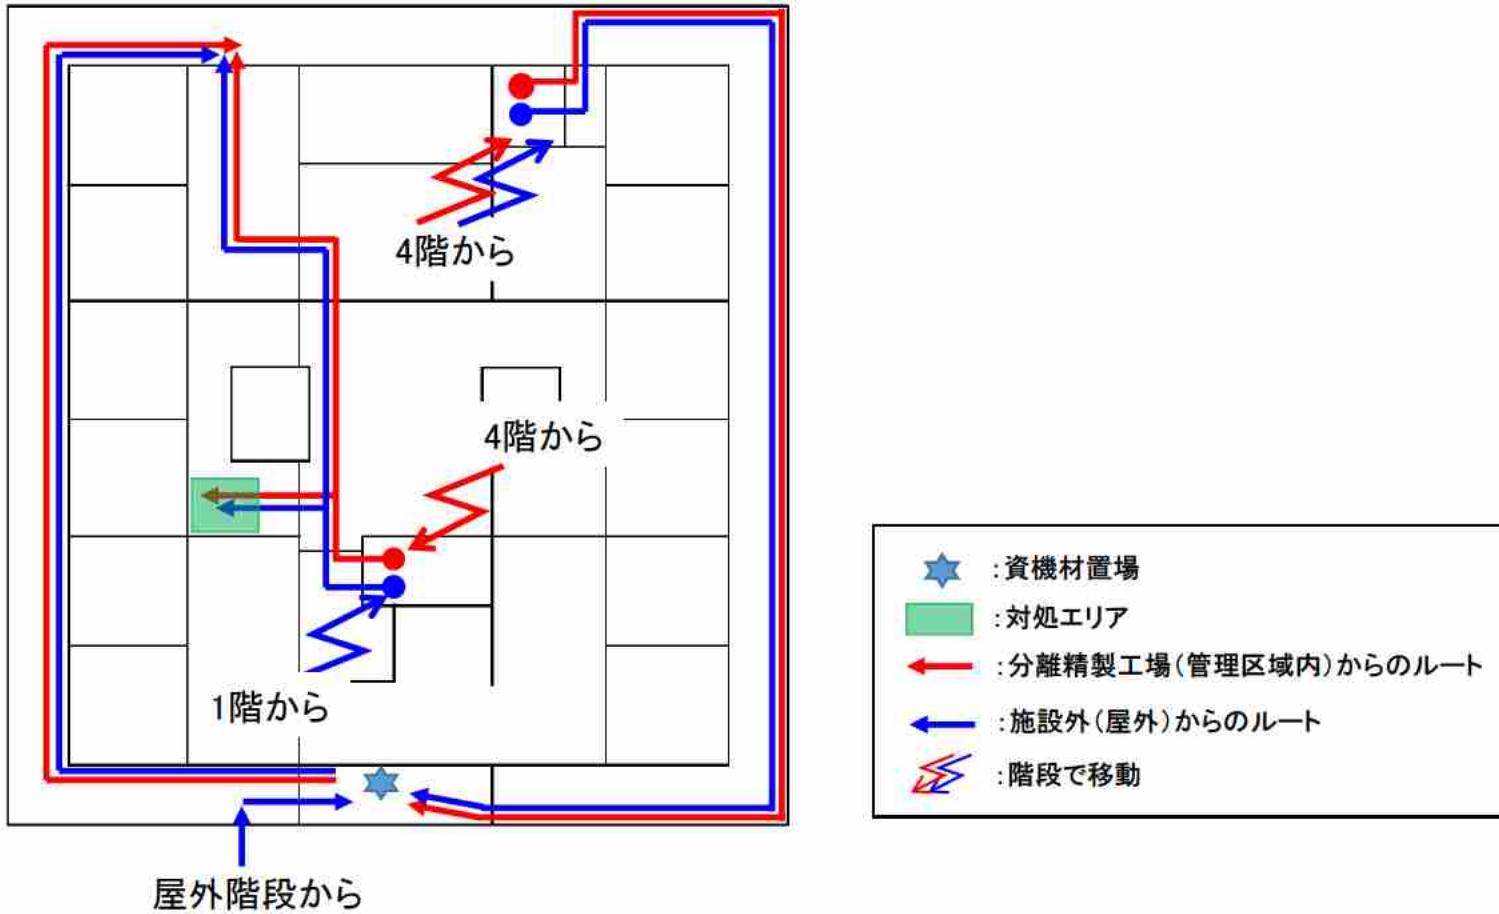 4階から
4階から
1階から
屋外階段から
：資機材置場
：対処エリア
：分離精製工場（管理区域内）からのルート
：施設外（屋外）からのルート
：階段で移動